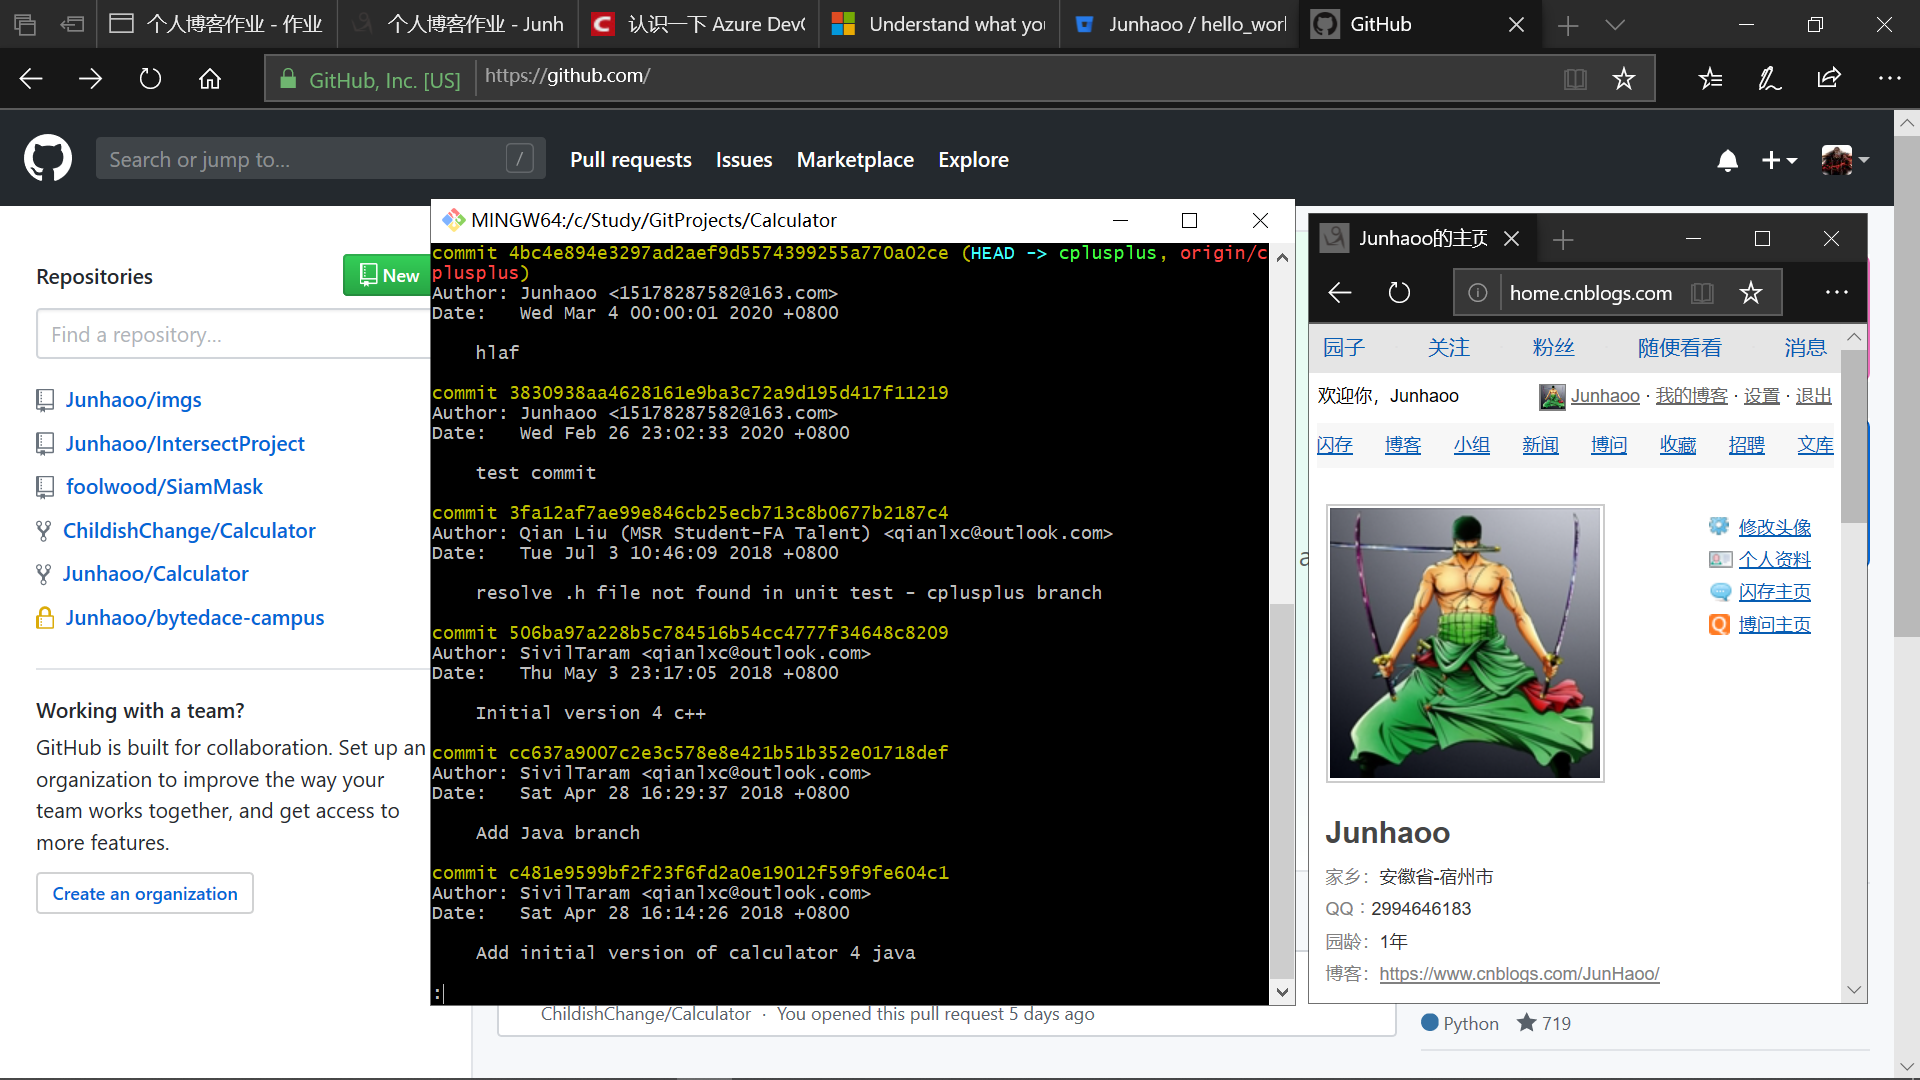 个人博客作业 - 作业
个人博客作业 - Junh
认识一下 Azure DevO
Understand what you
Junhaoo / hello_worl
GitHub
GitHub, Inc. [US]
https://github.com/
Search or jump to...
/
Pull requests
Issues
Marketplace
Explore
Repositories
New
Find a repository...
Junhaoo/imgs
Junhaoo/IntersectProject
foolwood/SiamMask
ChildishChange/Calculator
Junhaoo/Calculator
Junhaoo/bytedace-campus
Working with a team?
GitHub is built for collaboration. Set up an
organization to improve the way your
team works together, and get access to
more features.
Create an organization
MINGW64:/c/Study/GitProjects/Calculator
commit 4bc4e894e3297ad2aef9d5574399255a770a02ce (HEAD -> cplusplus, origin/c
plusplus)
Author: Junhaoo <15178287582@163.com>
Date:   Wed Mar 4 00:00:01 2020 +0800
hlaf
commit 3830938aa4628161e9ba3c72a9d195d417f11219
Author: Junhaoo <15178287582@163.com>
Date:   Wed Feb 26 23:02:33 2020 +0800
test commit
commit 3fa12af7ae99e846cb25ecb713c8b0677b2187c4
Author: Qian Liu (MSR Student-FA Talent) <qianlxc@outlook.com>
Date:   Tue Jul 3 10:46:09 2018 +0800
resolve .h file not found in unit test - cplusplus branch
commit 506ba97a228b5c784516b54cc4777f34648c8209
Author: SivilTaram <qianlxc@outlook.com>
Date:   Thu May 3 23:17:05 2018 +0800
Initial version 4 c++
commit cc637a9007c2e3c578e8e421b51b352e01718def
Author: SivilTaram <qianlxc@outlook.com>
Date:   Sat Apr 28 16:29:37 2018 +0800
Add Java branch
commit c481e9599bf2f23f6fd2a0e19012f59f9fe604c1
Author: SivilTaram <qianlxc@outlook.com>
Date:   Sat Apr 28 16:14:26 2018 +0800
Add initial version of calculator 4 java
:
ChildishChange/Calculator · You opened this pull request 5 days ago
Junhaoo的主页
home.cnblogs.com
园子 关注 粉丝 随便看看 消息
欢迎你，Junhaoo
Junhaoo · 我的博客 · 设置 · 退出
闪存 博客 小组 新闻 博问 收藏 招聘 文库
修改头像
个人资料
闪存主页
博问主页
Junhaoo
家乡：安徽省-宿州市
QQ：2994646183
园龄：1年
博客：https://www.cnblogs.com/JunHaoo/
a
Python 719